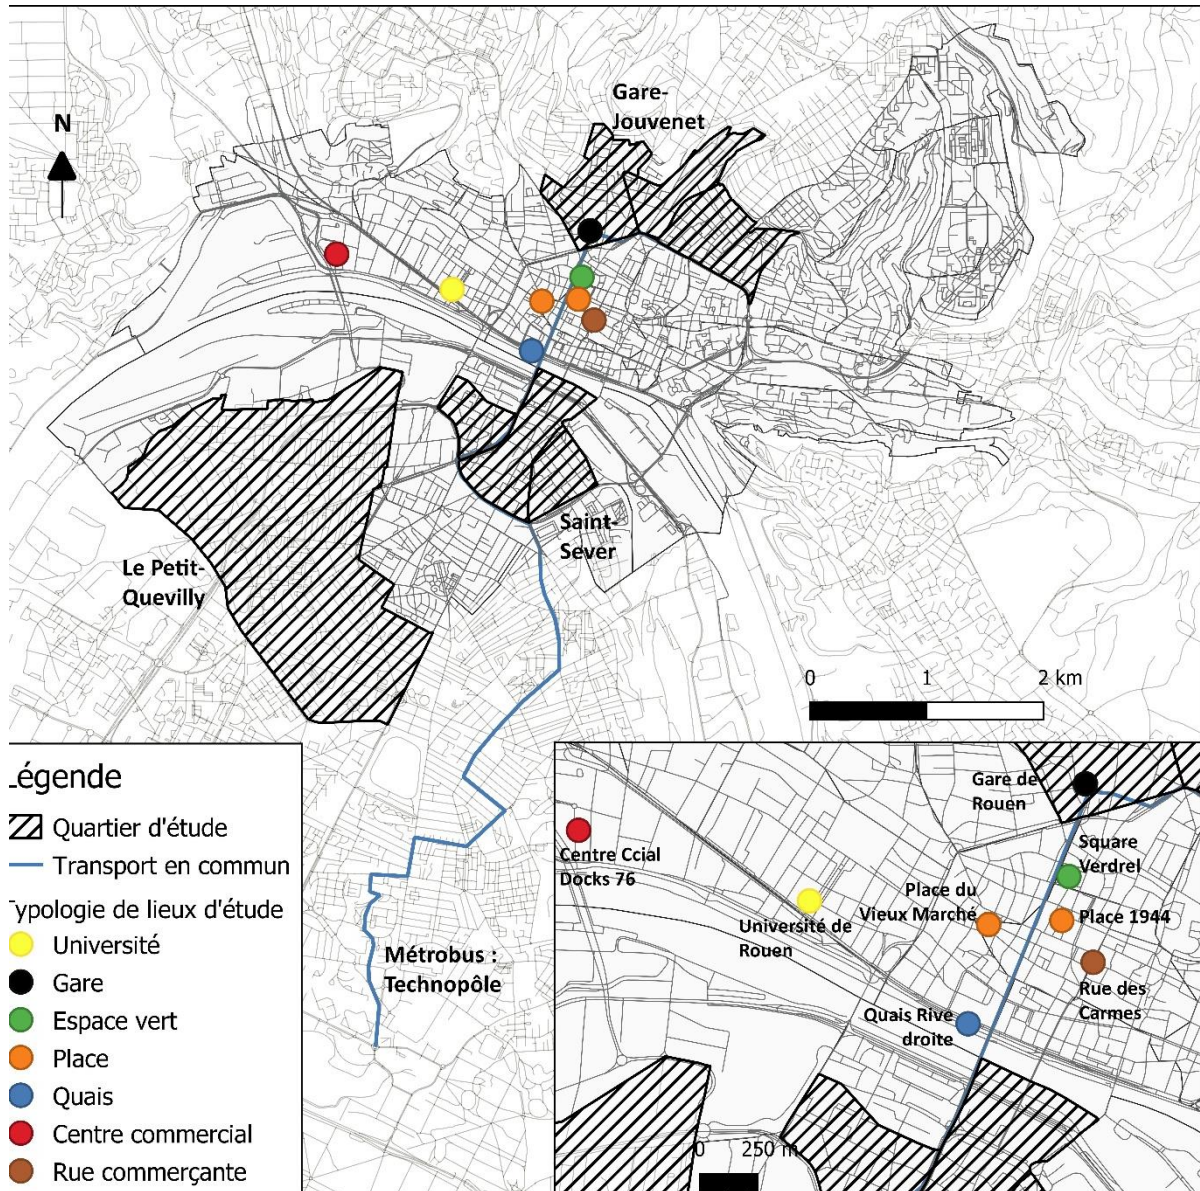 Gare-
Jouvenet
N
Saint-
Sever
Le Petit-
Quevilly
0 1 2 km
Métrobus :
Technopôle
Légende
Quartier d'étude
Transport en commun
Typologie de lieux d'étude
Université
Gare
Espace vert
Place
Quais
Centre commercial
Rue commerçante
Gare de
Rouen
Square
Verdrel
Centre Ccial
Docks 76
Place du
Vieux Marché
Place 1944
Université de
Rouen
Rue des
Carmes
Quais Rive
droite
0 250 m